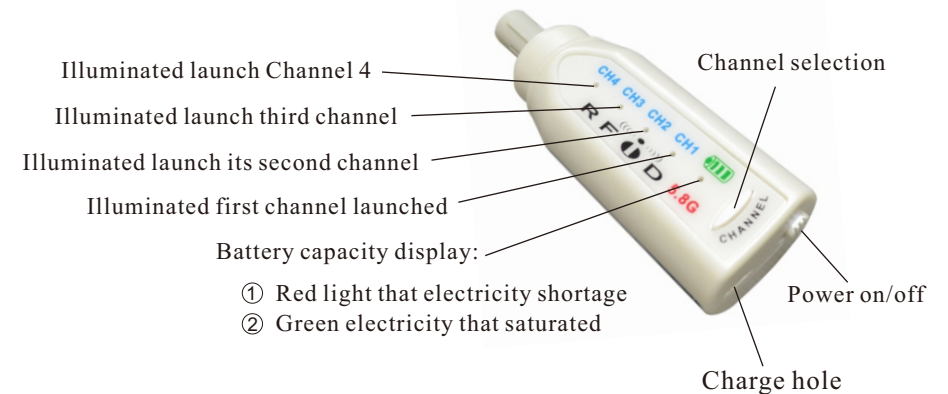 Illuminated launch Channel 4
Illuminated launch third channel
Illuminated launch its second channel
Illuminated first channel launched
Battery capacity display:
① Red light that electricity shortage
② Green electricity that saturated
Channel selection
Power on/off
Charge hole
CH4 CH3 CH2 CH1
RFiD
5.8G
CHANNEL